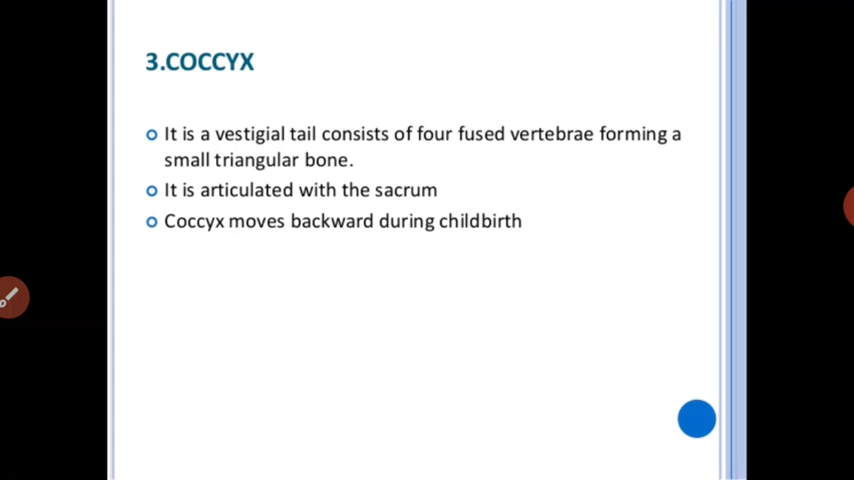 3.COCCYX
It is a vestigial tail consists of four fused vertebrae forming a
small triangular bone.
It is articulated with the sacrum
Coccyx moves backward during childbirth